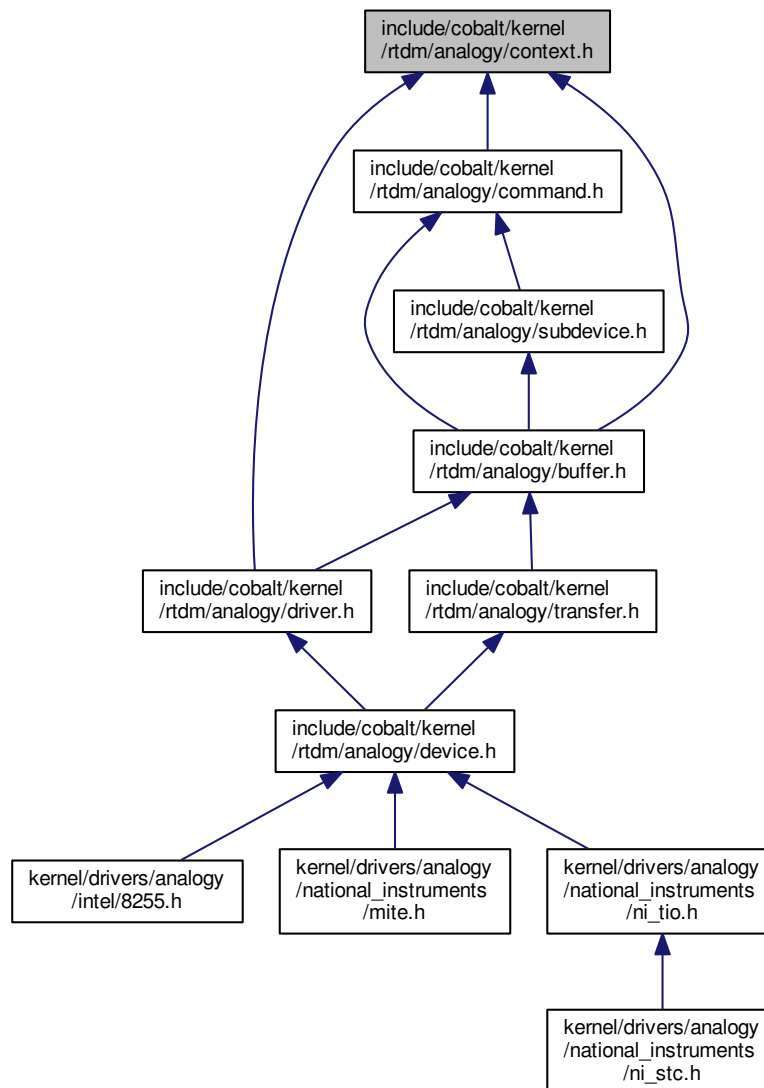 include/cobalt/kernel
/rtdm/analogy/context.h
include/cobalt/kernel
/rtdm/analogy/command.h
include/cobalt/kernel
/rtdm/analogy/subdevice.h
include/cobalt/kernel
/rtdm/analogy/buffer.h
include/cobalt/kernel
/rtdm/analogy/driver.h
include/cobalt/kernel
/rtdm/analogy/transfer.h
include/cobalt/kernel
/rtdm/analogy/device.h
kernel/drivers/analogy
/intel/8255.h
kernel/drivers/analogy
/national_instruments
/mite.h
kernel/drivers/analogy
/national_instruments
/ni_tio.h
kernel/drivers/analogy
/national_instruments
/ni_stc.h